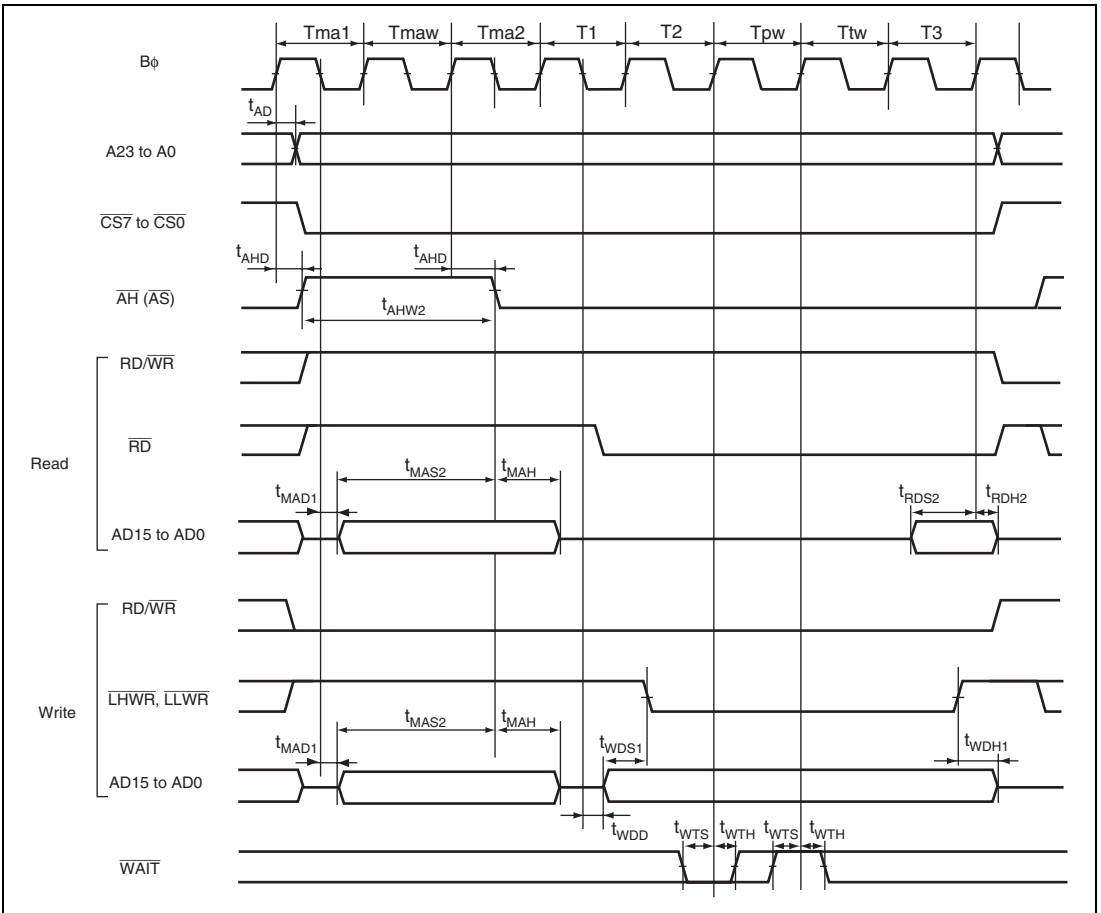 Tma1 Tmaw Tma2 T1 T2 Tpw Ttw T3
Bϕ
tAD
A23 to A0
CS7 to CS0
tAHD tAHD
AH (AS)
tAHW2
RD/WR
RD
Read
tMAS2 tMAH
tMAD1
tRDS2 tRDH2
AD15 to AD0
RD/WR
LHWR, LLWR
Write
tMAS2 tMAH
tMAD1
tWDS1 tWDH1
AD15 to AD0
tWDD
tWTS tWTH tWTS tWTH
WAIT